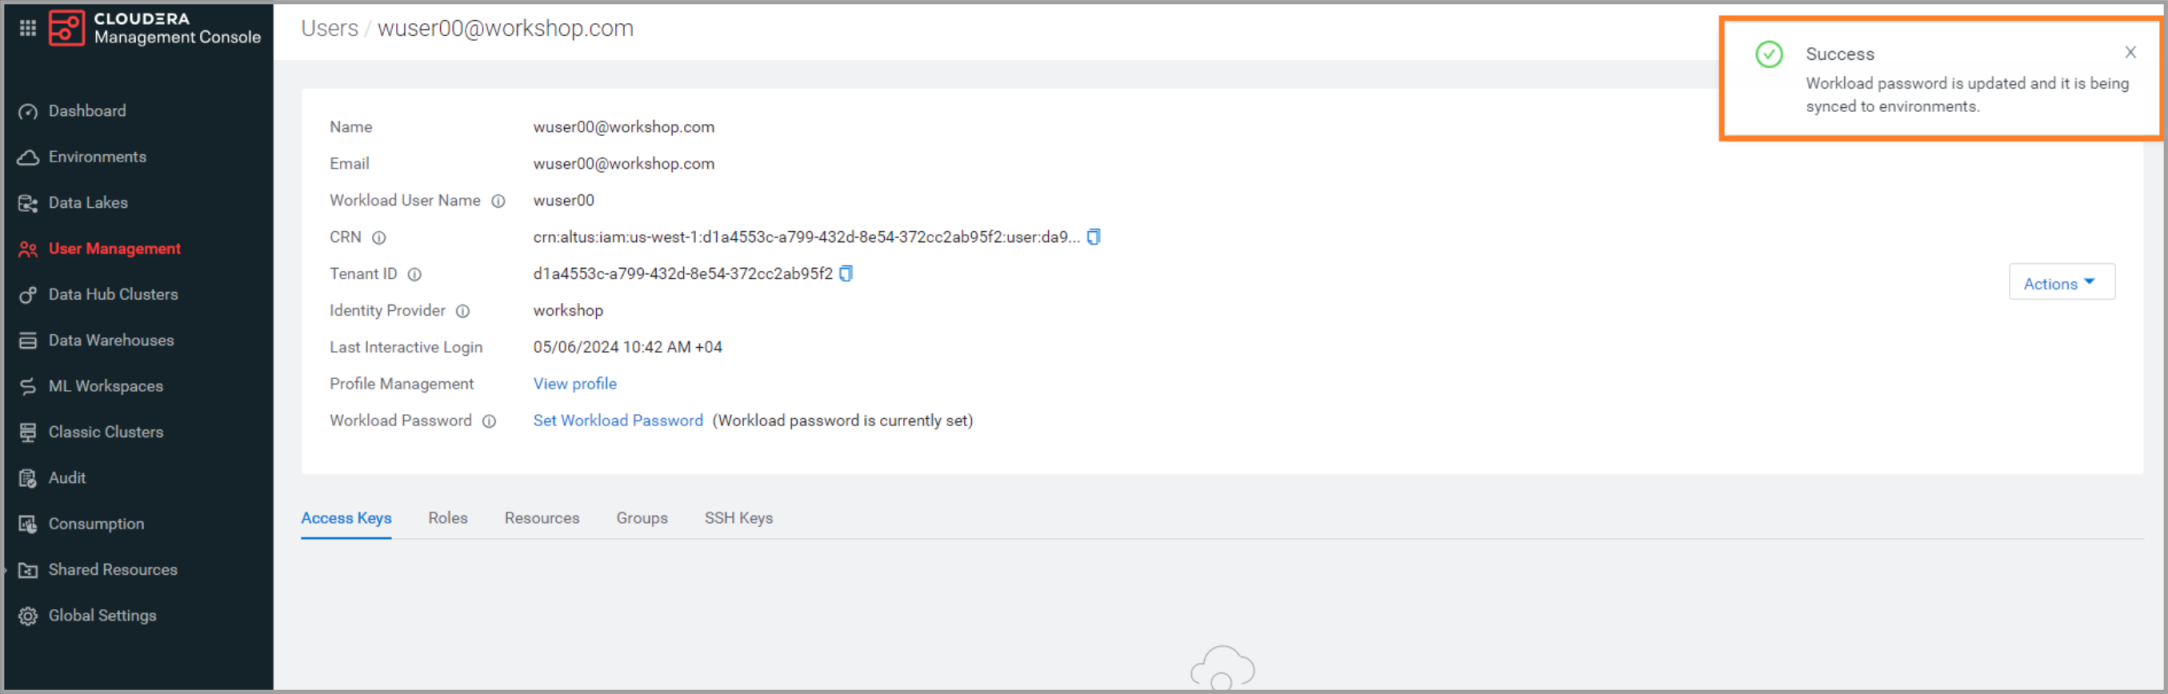 CLOUDERA
Management Console
Dashboard
Environments
Data Lakes
User Management
Data Hub Clusters
Data Warehouses
ML Workspaces
Classic Clusters
Audit
Consumption
Shared Resources
Global Settings
Users / wuser00@workshop.com
Success
Workload password is updated and it is being
synced to environments.
Name wuser00@workshop.com
Email wuser00@workshop.com
Workload User Name wuser00
CRN crn:altus:iam:us-west-1:d1a4553c-a799-432d-8e54-372cc2ab95f2:user:da9...
Tenant ID d1a4553c-a799-432d-8e54-372cc2ab95f2
Identity Provider workshop
Last Interactive Login 05/06/2024 10:42 AM +04
Profile Management View profile
Workload Password Set Workload Password (Workload password is currently set)
Actions
Access Keys Roles Resources Groups SSH Keys